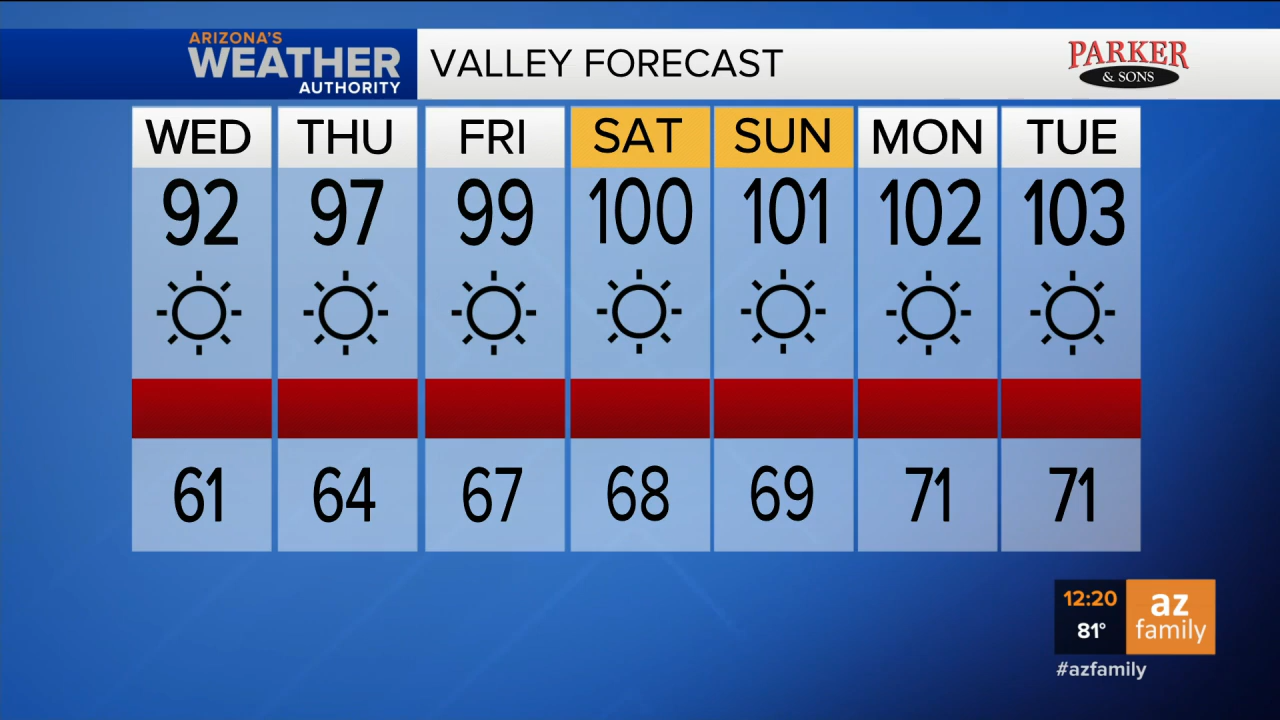 ARIZONA'S
WEATHER
AUTHORITY
VALLEY FORECAST
PARKER
& SONS
WED THU FRI SAT SUN MON TUE
92 97 99 100 101 102 103
61 64 67 68 69 71 71
12:20
81°
az
family
#azfamily